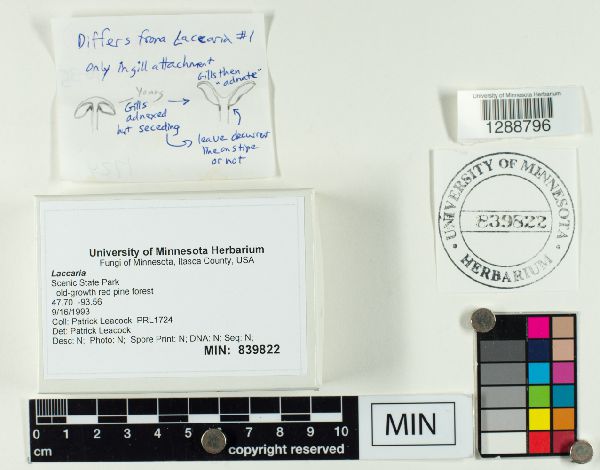 Differs from Laccaria #1
only in gill attachment
Young
Gills
adnexed
but seceding
Gills then
"adnate"
leave decurrent
line on stipe
or not
University of Minnesota Herbarium
1288796
UNIVERSITY OF MINNESOTA
839822
HERBARIUM
University of Minnesota Herbarium
Fungi of Minnesota, Itasca County, USA
Laccaria
Scenic State Park
old-growth red pine forest
47.70 -93.56
9/16/1993
Coll: Patrick Leacock PRL1724
Det: Patrick Leacock
Desc: N; Photo: N; Spore Print: N; DNA: N; Seq: N;
MIN: 839822
0 1 2 3 4 5 6 7 8 9 10
cm
copyright reserved
MIN